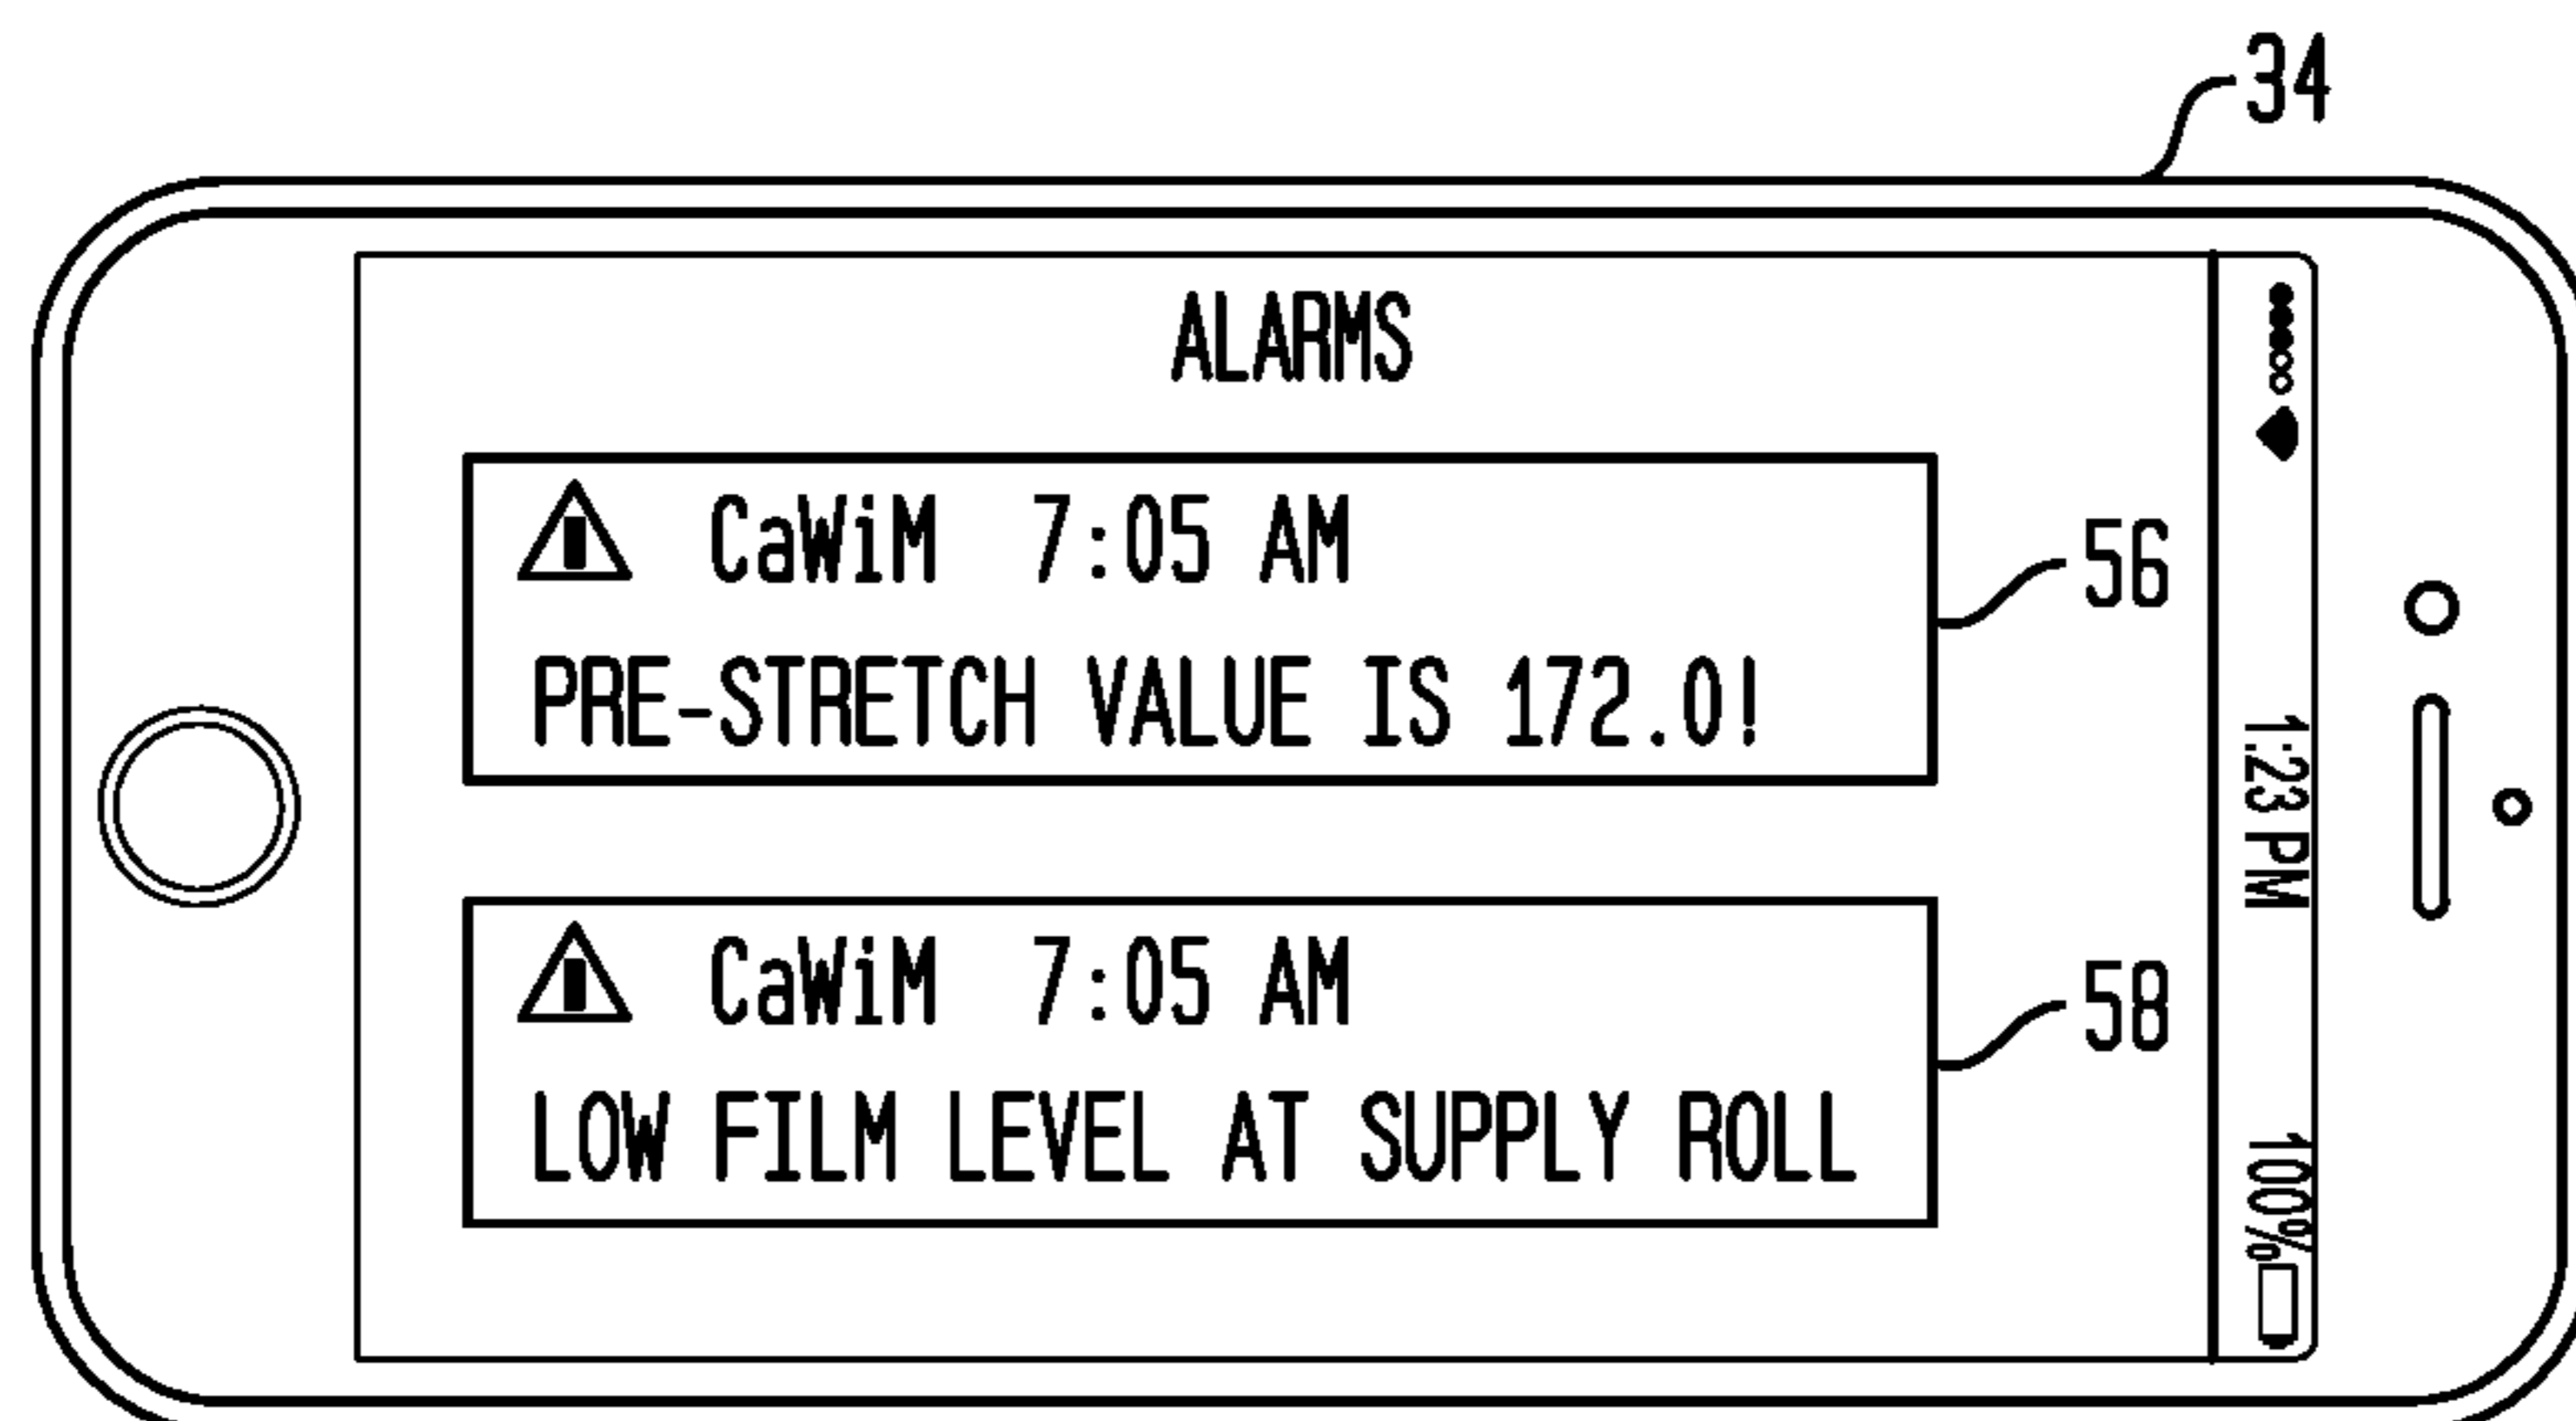 34
ALARMS
CaWiM 7:05 AM
PRE-STRETCH VALUE IS 172.0!
56
CaWiM 7:05 AM
LOW FILM LEVEL AT SUPPLY ROLL
58
1:23 PM
100%